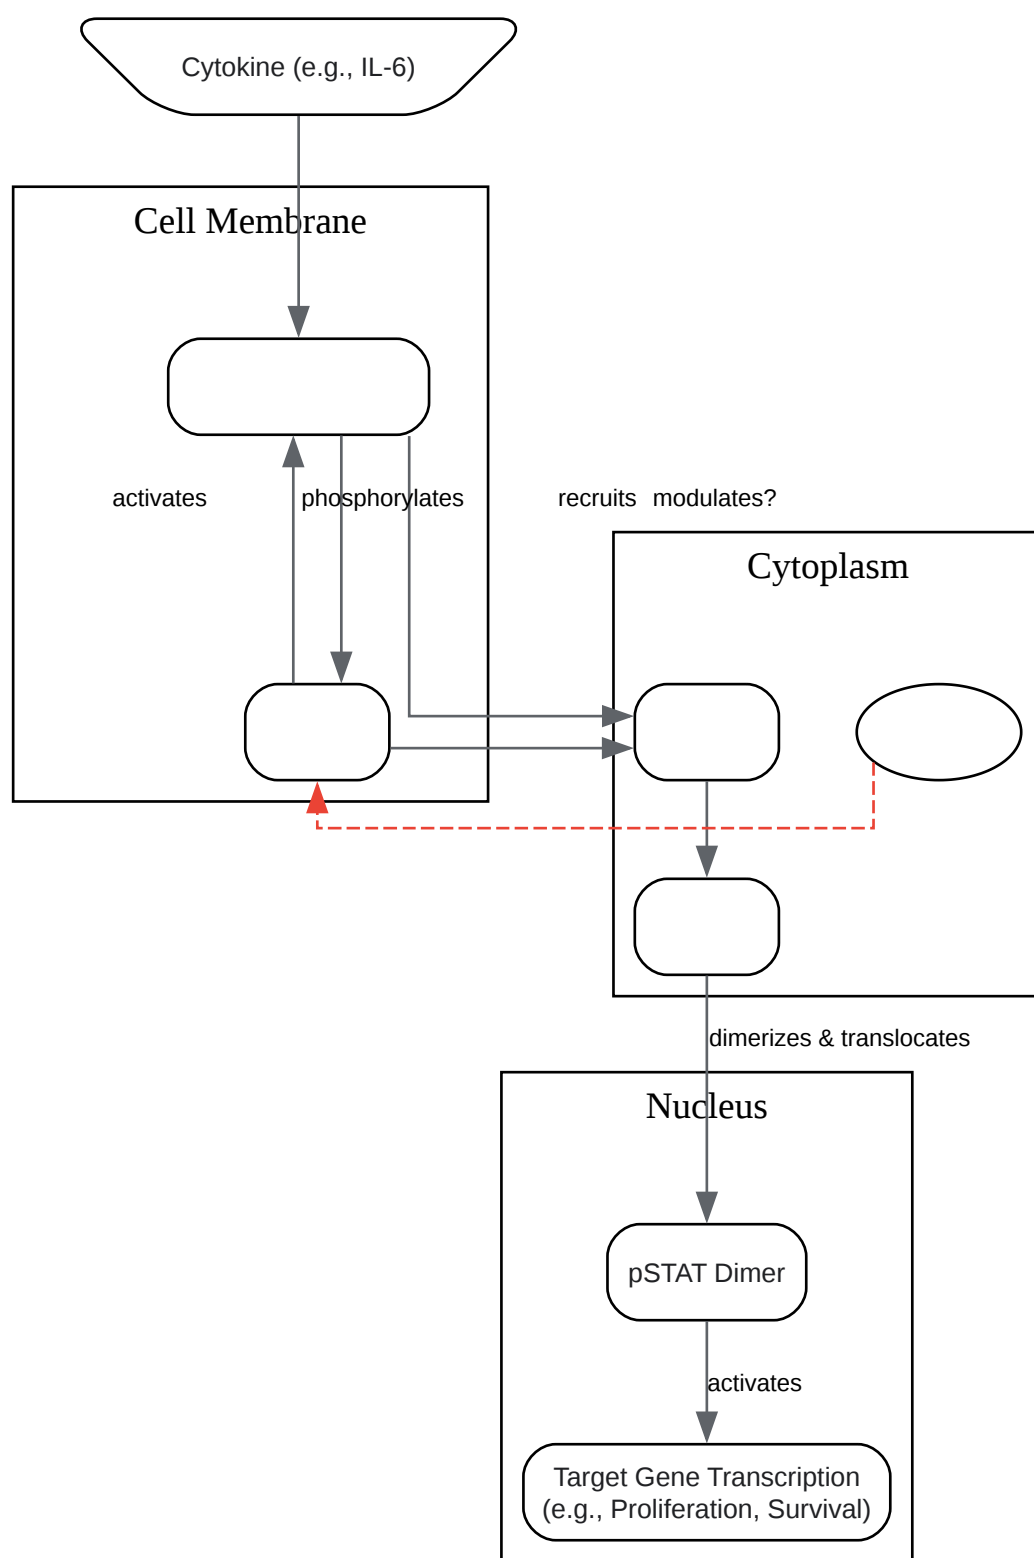 Cytokine (e.g., IL-6)
Cell Membrane
activates
phosphorylates
recruits
modulates?
Cytoplasm
dimerizes & translocates
Nucleus
pSTAT Dimer
activates
Target Gene Transcription
(e.g., Proliferation, Survival)